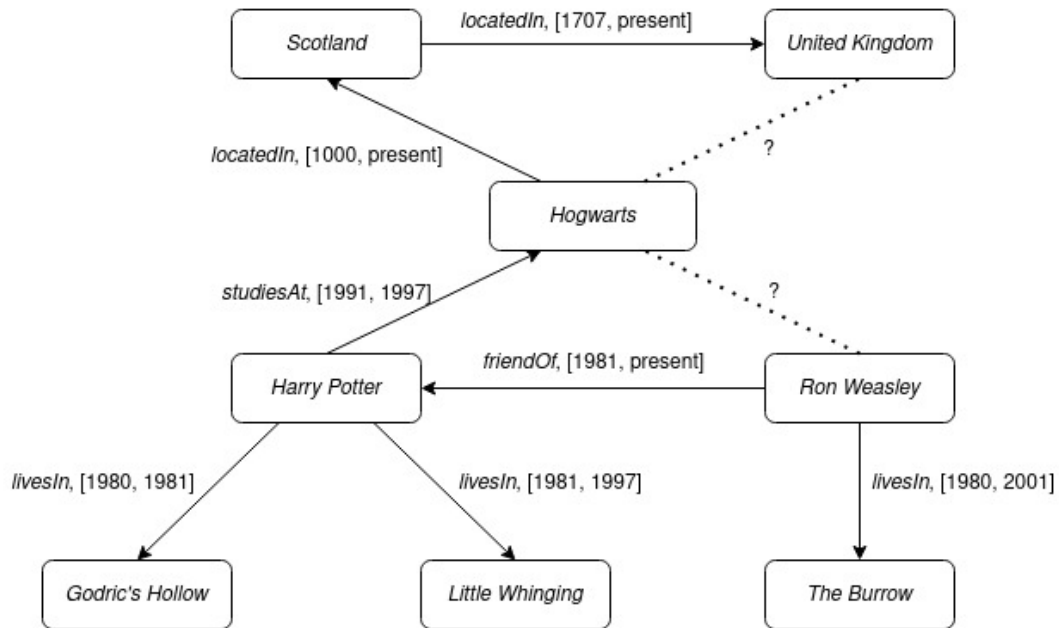 locatedIn, [1707, present]
Scotland
United Kingdom
locatedIn, [1000, present]
?
Hogwarts
studiesAt, [1991, 1997]
?
friendOf, [1981, present]
Harry Potter
Ron Weasley
livesIn, [1980, 1981]
livesIn, [1981, 1997]
livesIn, [1980, 2001]
Godric's Hollow
Little Whinging
The Burrow